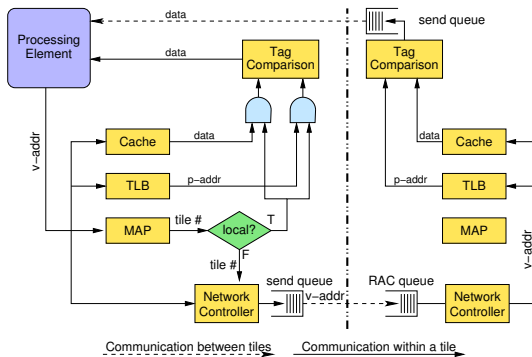 data
send queue
Processing
Element
data
Tag
Comparison
Tag
Comparison
v-addr
Cache
data
data
Cache
TLB
p-addr
p-addr
TLB
MAP
tile #
local?
T
MAP
F
tile #
v-addr
send queue
RAC queue
Network
Controller
v-addr
Network
Controller
Communication between tiles
Communication within a tile